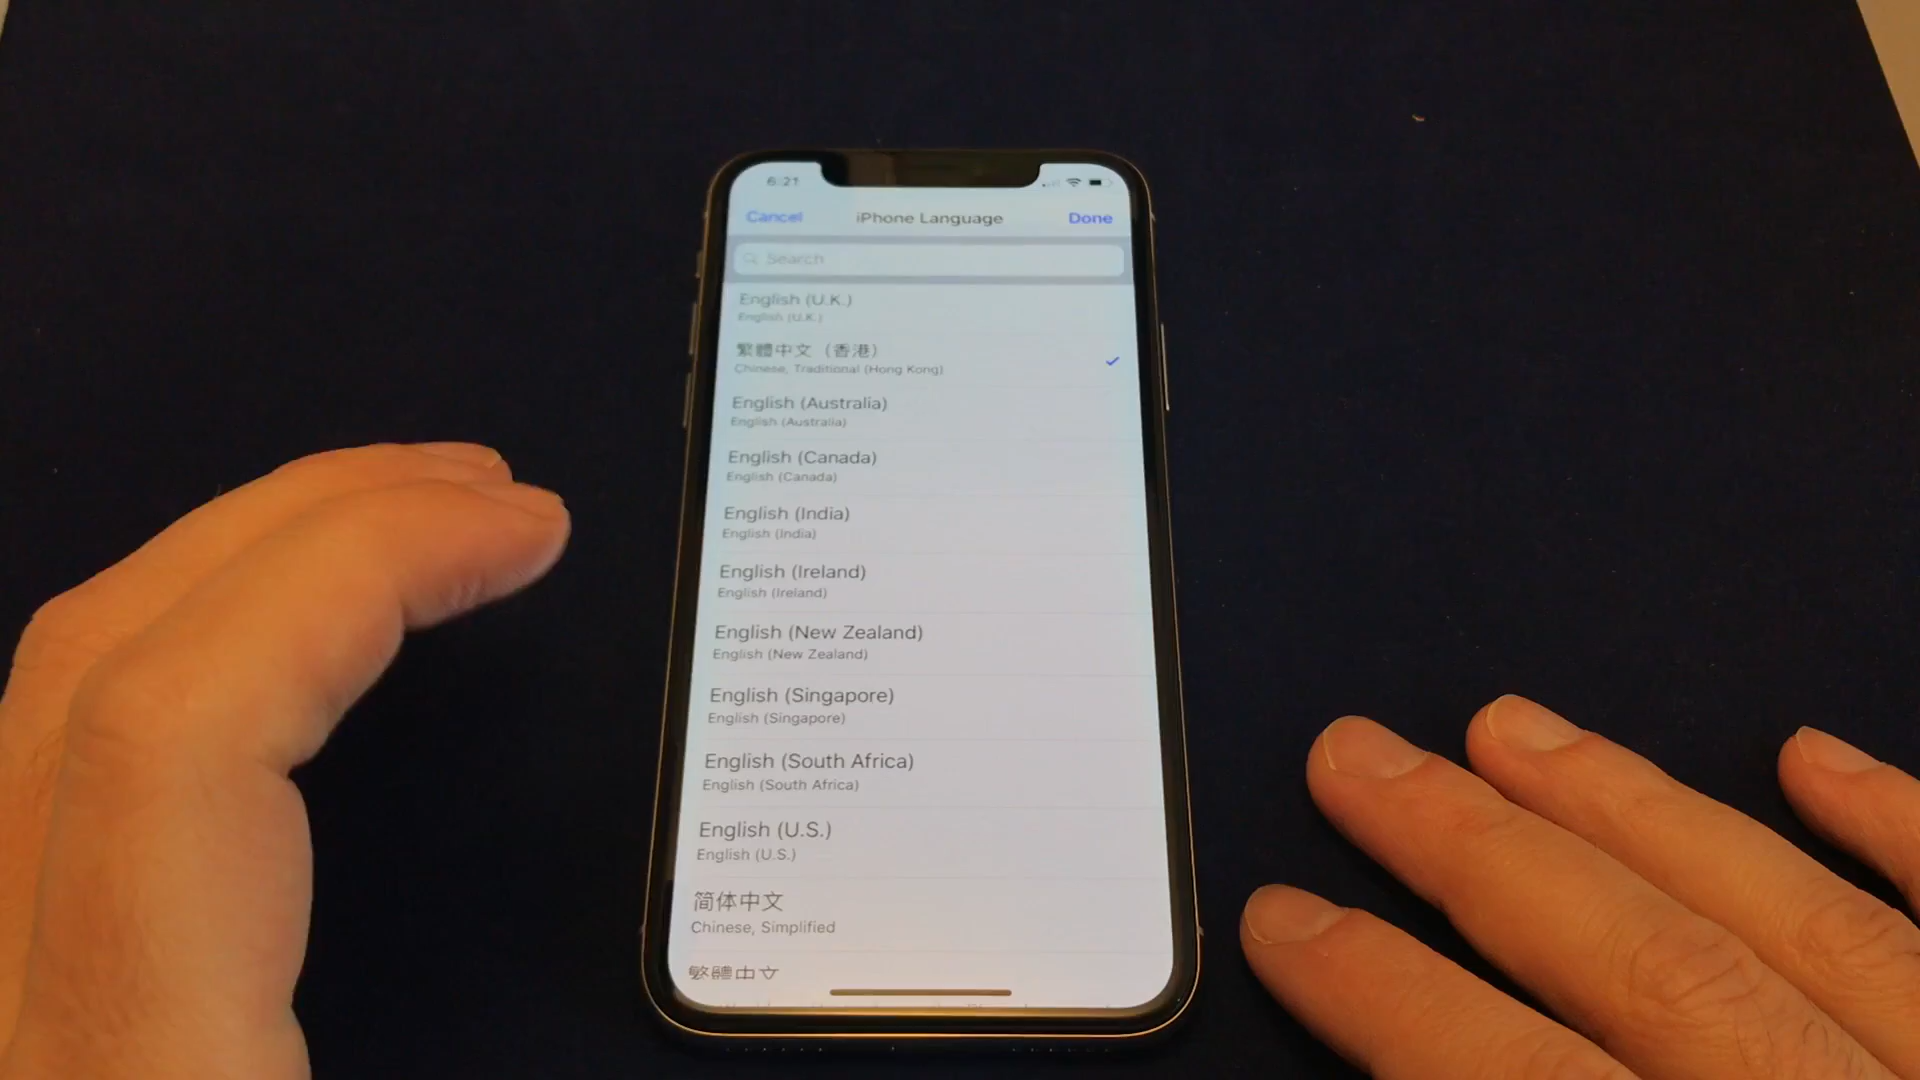 6:21
Cancel iPhone Language Done
Search
English (U.K.)
English (U.K.)
繁體中文（香港）
Chinese, Traditional (Hong Kong)
English (Australia)
English (Australia)
English (Canada)
English (Canada)
English (India)
English (India)
English (Ireland)
English (Ireland)
English (New Zealand)
English (New Zealand)
English (Singapore)
English (Singapore)
English (South Africa)
English (South Africa)
English (U.S.)
English (U.S.)
简体中文
Chinese, Simplified
繁體中文